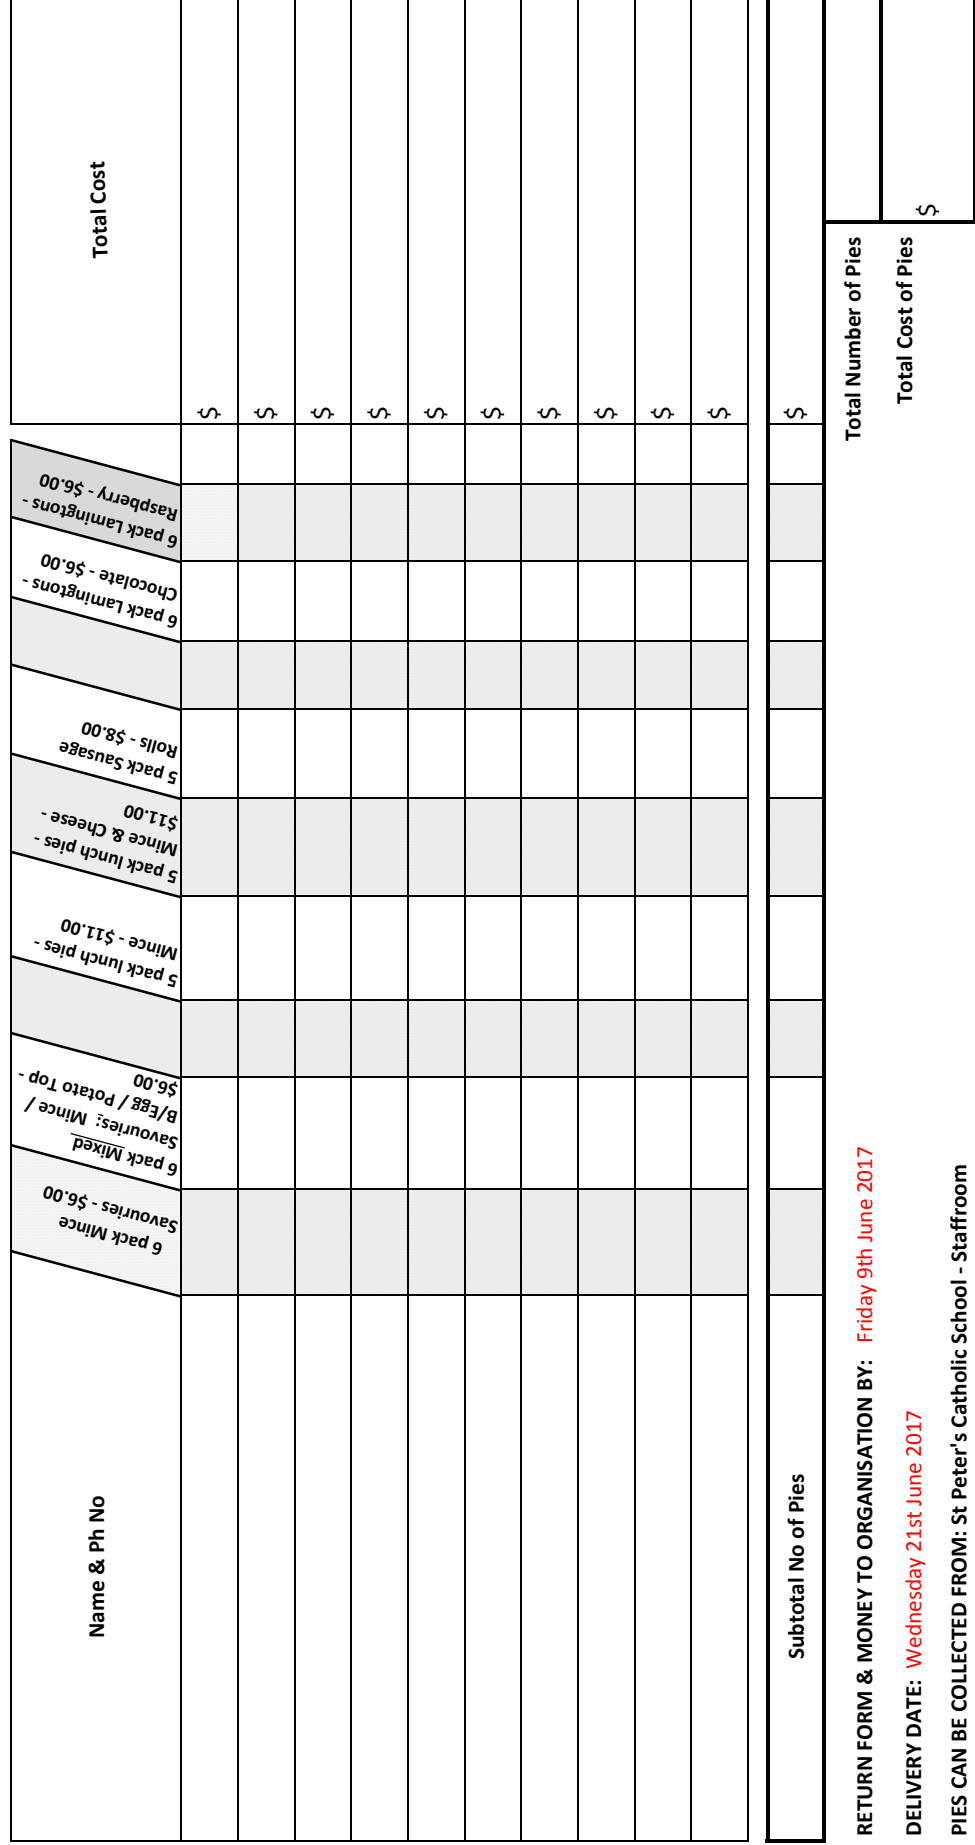 Name & Ph No
6 pack Mince
Savouries - $6.00
6 pack Mixed
Savouries: Mince /
B/Egg / Potato Top -
$6.00
5 pack lunch pies -
Mince - $11.00
5 pack lunch pies -
Mince & Cheese -
$11.00
5 pack Sausage
Rolls - $8.00
6 pack Lamingtons -
Chocolate - $6.00
6 pack Lamingtons -
Raspberry - $6.00
Total Cost
$
$
$
$
$
$
$
$
$
$
Subtotal No of Pies $
Total Number of Pies
RETURN FORM & MONEY TO ORGANISATION BY: Friday 9th June 2017
Total Cost of Pies $
DELIVERY DATE: Wednesday 21st June 2017
PIES CAN BE COLLECTED FROM: St Peter's Catholic School - Staffroom